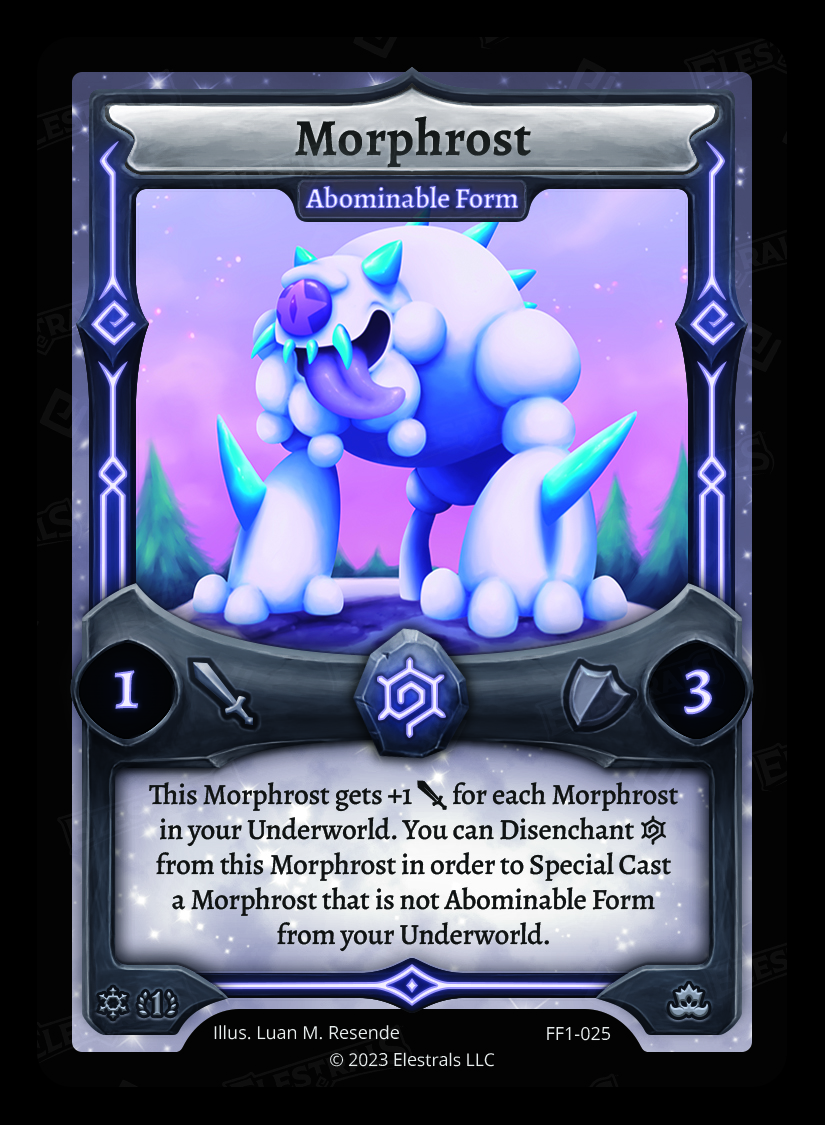 Morphrost
Abominable Form
1
3
This Morphrost gets +1 for each Morphrost
in your Underworld. You can Disenchant
from this Morphrost in order to Special Cast
a Morphrost that is not Abominable Form
from your Underworld.
1
Illus. Luan M. Resende
FF1-025
© 2023 Elestrals LLC